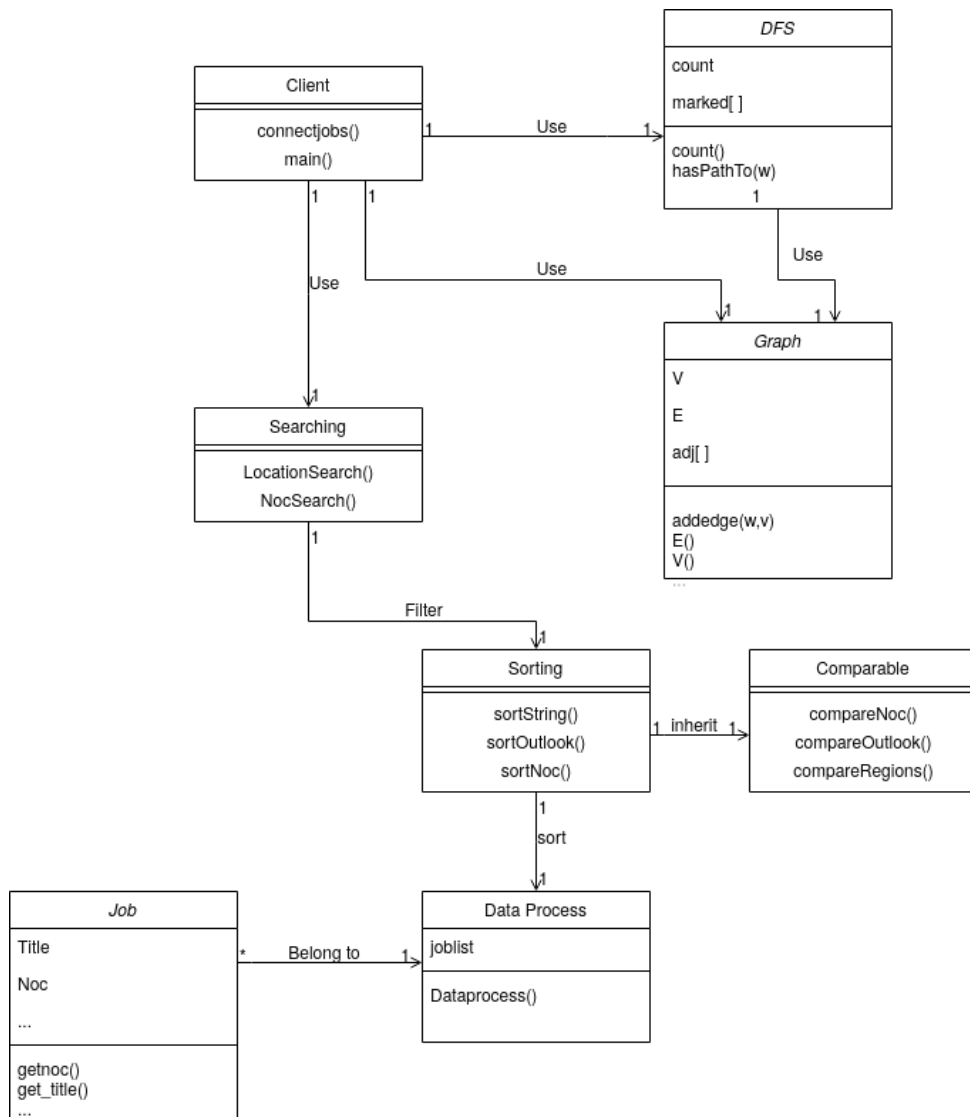 DFS
count
marked[ ]
count()
hasPathTo(w)
1
Client
connectjobs()
main()
1
Use
1
1
1
Use
Use
Use
1
1
1
Graph
V
E
adj[ ]
addedge(w,v)
E()
V()
...
Searching
LocationSearch()
NocSearch()
1
Filter
1
Sorting
sortString()
sortOutlook()
sortNoc()
1
inherit
1
Comparable
compareNoc()
compareOutlook()
compareRegions()
1
sort
1
Job
Title
Noc
...
getnoc()
get_title()
...
*
Belong to
1
Data Process
joblist
Dataprocess()